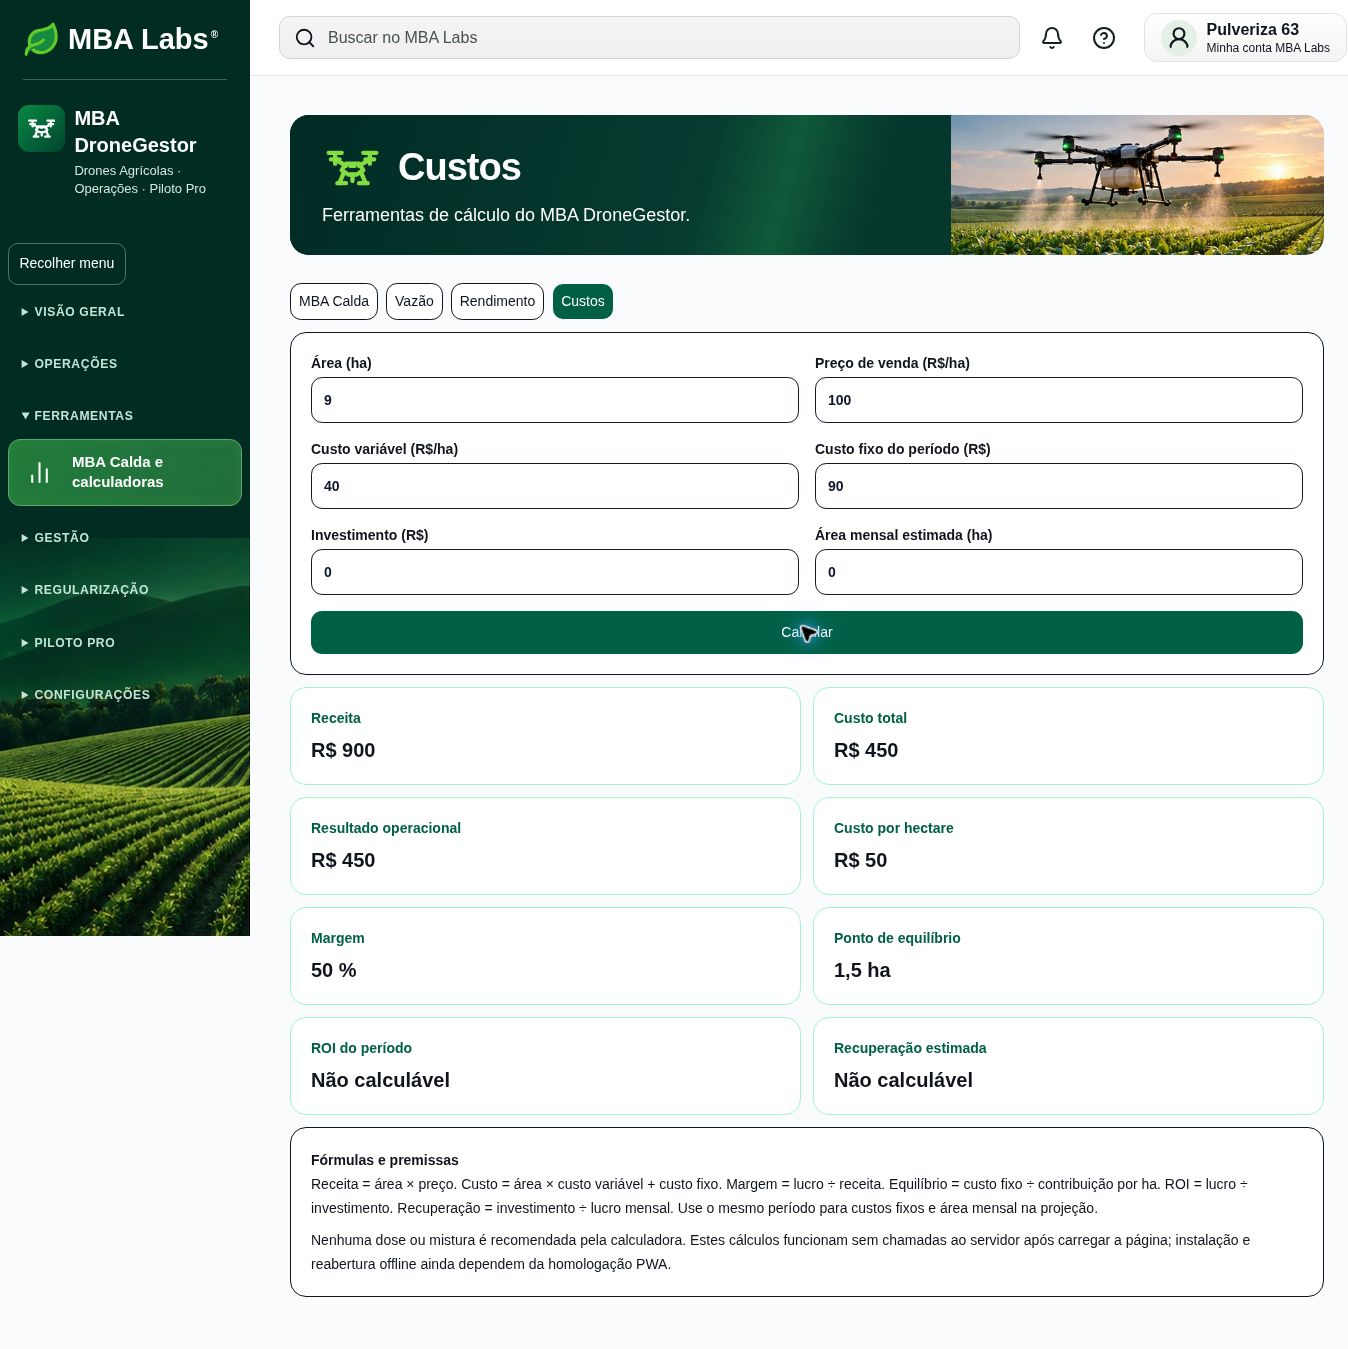 MBA Labs®
Buscar no MBA Labs
Pulveriza 63
Minha conta MBA Labs
MBA
DroneGestor
Drones Agrícolas ·
Operações · Piloto Pro
Recolher menu
VISÃO GERAL
OPERAÇÕES
FERRAMENTAS
MBA Calda e
calculadoras
GESTÃO
REGULARIZAÇÃO
PILOTO PRO
CONFIGURAÇÕES
Custos
Ferramentas de cálculo do MBA DroneGestor.
MBA Calda Vazão Rendimento Custos
Área (ha)
9
Preço de venda (R$/ha)
100
Custo variável (R$/ha)
40
Custo fixo do período (R$)
90
Investimento (R$)
0
Área mensal estimada (ha)
0
Receita
R$ 900
Custo total
R$ 450
Resultado operacional
R$ 450
Custo por hectare
R$ 50
Margem
50 %
Ponto de equilíbrio
1,5 ha
ROI do período
Não calculável
Recuperação estimada
Não calculável
Fórmulas e premissas
Receita = área × preço. Custo = área × custo variável + custo fixo. Margem = lucro ÷ receita. Equilíbrio = custo fixo ÷ contribuição por ha. ROI = lucro ÷
investimento. Recuperação = investimento ÷ lucro mensal. Use o mesmo período para custos fixos e área mensal na projeção.
Nenhuma dose ou mistura é recomendada pela calculadora. Estes cálculos funcionam sem chamadas ao servidor após carregar a página; instalação e
reabertura offline ainda dependem da homologação PWA.